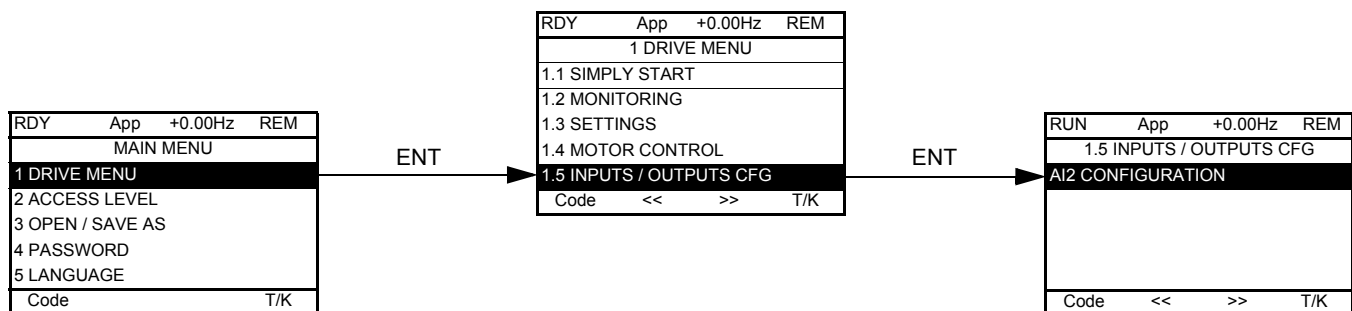 RDY App +0.00Hz REM
MAIN MENU
1 DRIVE MENU
2 ACCESS LEVEL
3 OPEN / SAVE AS
4 PASSWORD
5 LANGUAGE
Code T/K
ENT
RDY App +0.00Hz REM
1 DRIVE MENU
1.1 SIMPLY START
1.2 MONITORING
1.3 SETTINGS
1.4 MOTOR CONTROL
1.5 INPUTS / OUTPUTS CFG
Code << >> T/K
ENT
RUN App +0.00Hz REM
1.5 INPUTS / OUTPUTS CFG
AI2 CONFIGURATION
Code << >> T/K